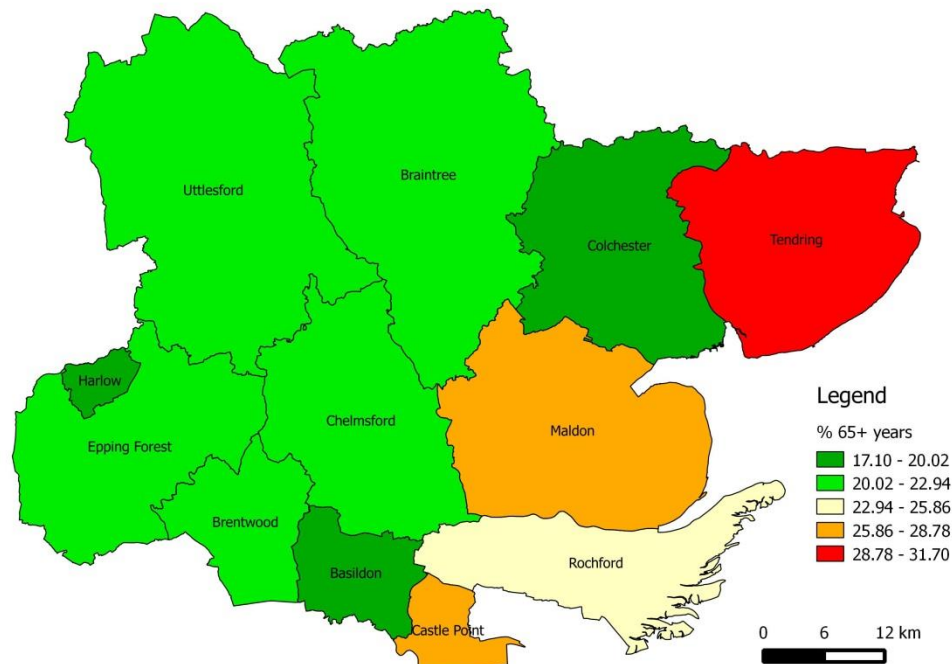 Uttlesford
Braintree
Colchester
Tendring
Harlow
Epping Forest
Chelmsford
Maldon
Brentwood
Basildon
Rochford
Castle Point
Legend
% 65+ years
17.10 - 20.02
20.02 - 22.94
22.94 - 25.86
25.86 - 28.78
28.78 - 31.70
0 6 12 km